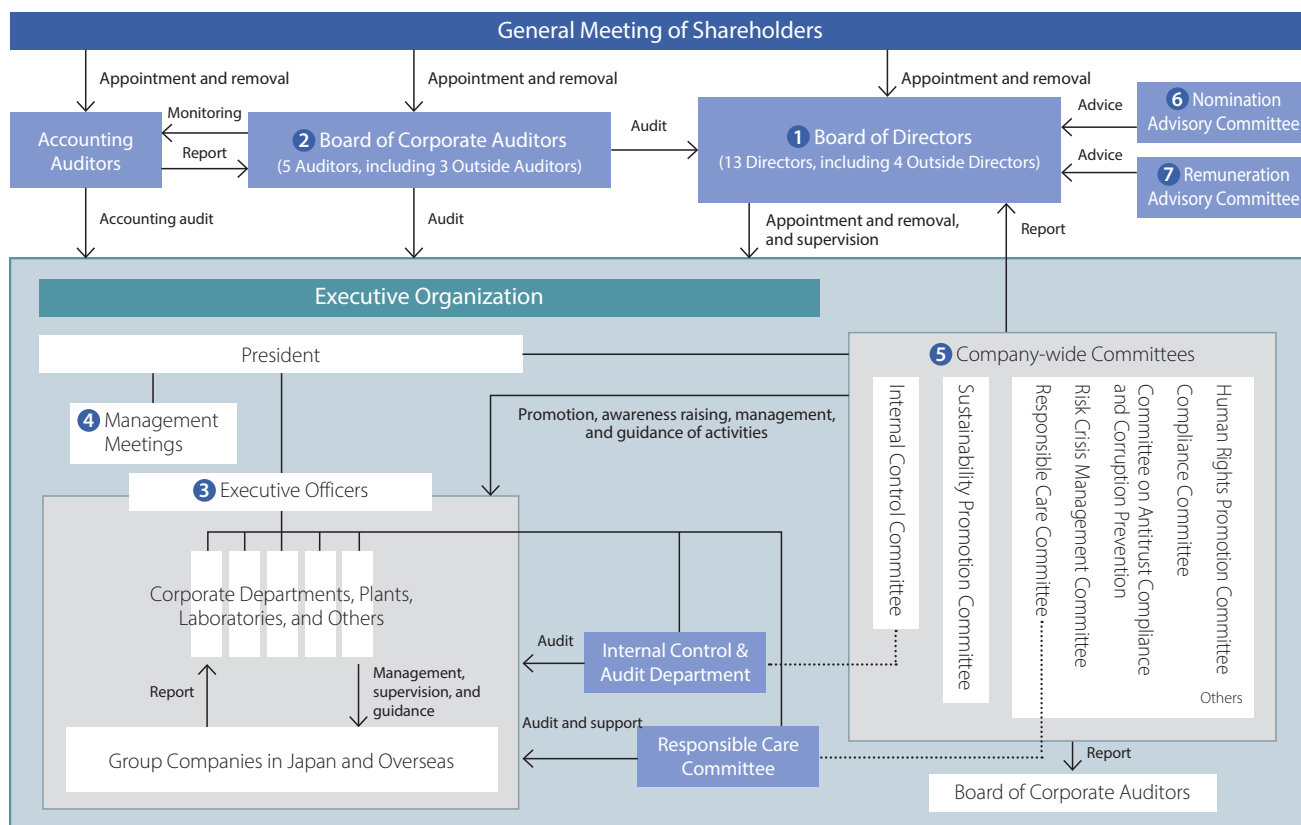 General Meeting of Shareholders
Appointment and removal
Appointment and removal
Appointment and removal
Accounting
Auditors
Monitoring
Report
2 Board of Corporate Auditors
(5 Auditors, including 3 Outside Auditors)
Audit
1 Board of Directors
(13 Directors, including 4 Outside Directors)
Advice
6 Nomination
Advisory Committee
Advice
7 Remuneration
Advisory Committee
Accounting audit
Audit
Appointment and removal,
and supervision
Report
Executive Organization
President
4 Management
Meetings
3 Executive Officers
Promotion, awareness raising, management,
and guidance of activities
Corporate Departments, Plants,
Laboratories, and Others
Report
Management,
supervision, and
guidance
Group Companies in Japan and Overseas
Audit
Internal Control &
Audit Department
Audit and support
Responsible Care
Committee
5 Company-wide Committees
Internal Control Committee
Sustainability Promotion Committee
Responsible Care Committee
Risk Crisis Management Committee
Committee on Antitrust Compliance
and Corruption Prevention
Compliance Committee
Human Rights Promotion Committee
Others
Report
Board of Corporate Auditors